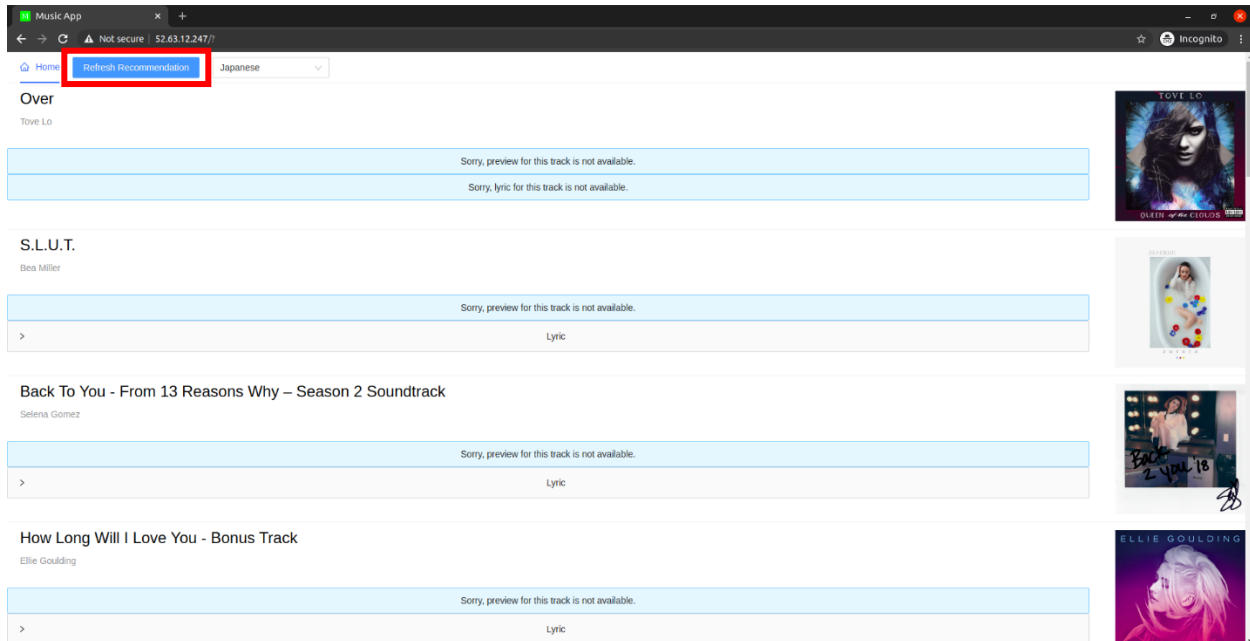 Music App
Not secure | 52.63.12.247/?
Incognito
Home
Refresh Recommendation
Japanese
Over
Tove Lo
Sorry, preview for this track is not available.
Sorry, lyric for this track is not available.
TOVE LO
QUEEN of the CLOUDS
S.L.U.T.
Bea Miller
Sorry, preview for this track is not available.
Lyric
Back To You - From 13 Reasons Why – Season 2 Soundtrack
Selena Gomez
Sorry, preview for this track is not available.
Lyric
Back
2 you '18
How Long Will I Love You - Bonus Track
Ellie Goulding
Sorry, preview for this track is not available.
Lyric
ELLIE GOULDING